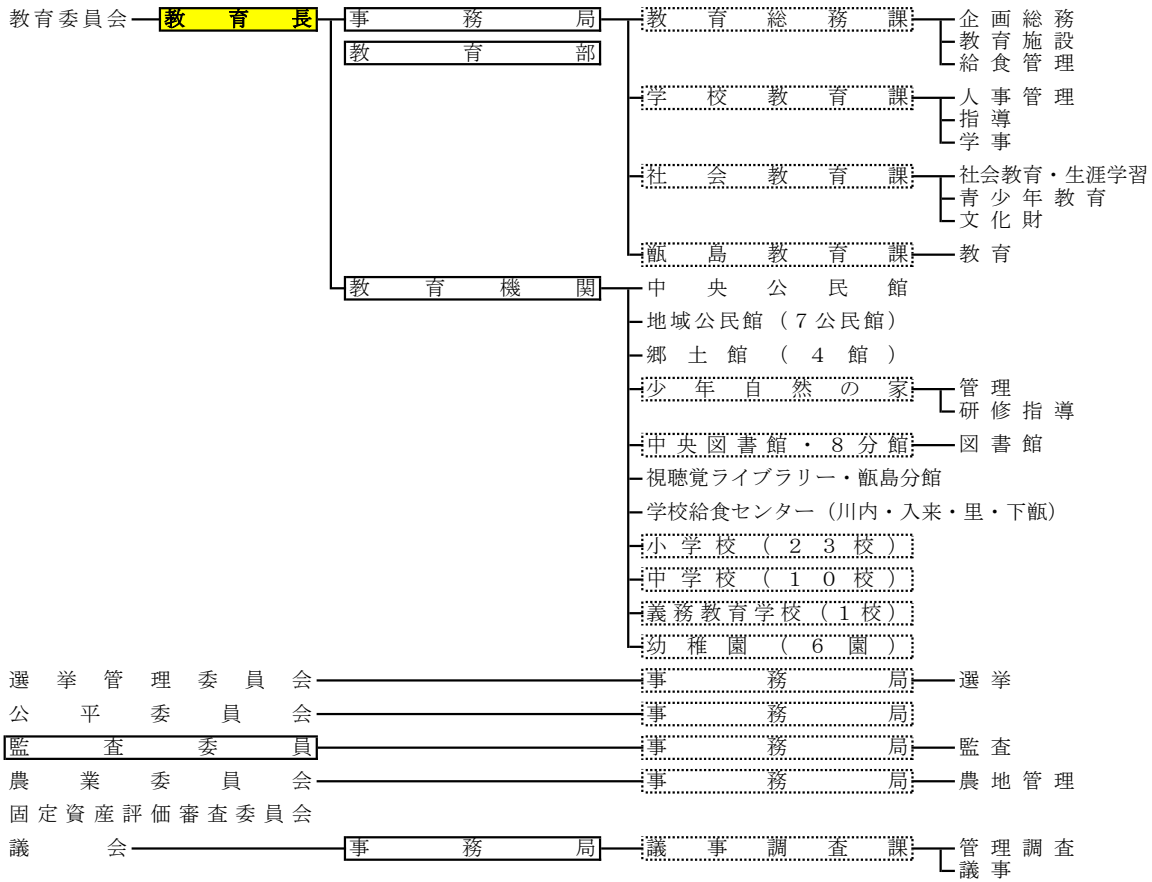 教育委員会 教育長 事務局 教育総務課 企画総務
教育部 教育施設
給食管理
学校教育課 人事管理
指導
学事
社会教育課 社会教育・生涯学習
青少年教育
文化財
甑島教育課 教育
教育機関 中央公民館
地域公民館（７公民館）
郷土館（４館）
少年自然の家 管理
研修指導
中央図書館・８分館 図書館
視聴覚ライブラリー・甑島分館
学校給食センター（川内・入来・里・下甑）
小学校（２３校）
中学校（１０校）
義務教育学校（１校）
幼稚園（６園）
選挙管理委員会 事務局 選挙
公平委員会 事務局
監査委員 事務局 監査
農業委員会 事務局 農地管理
固定資産評価審査委員会
議会 事務局 議事調査課 管理調査
議事